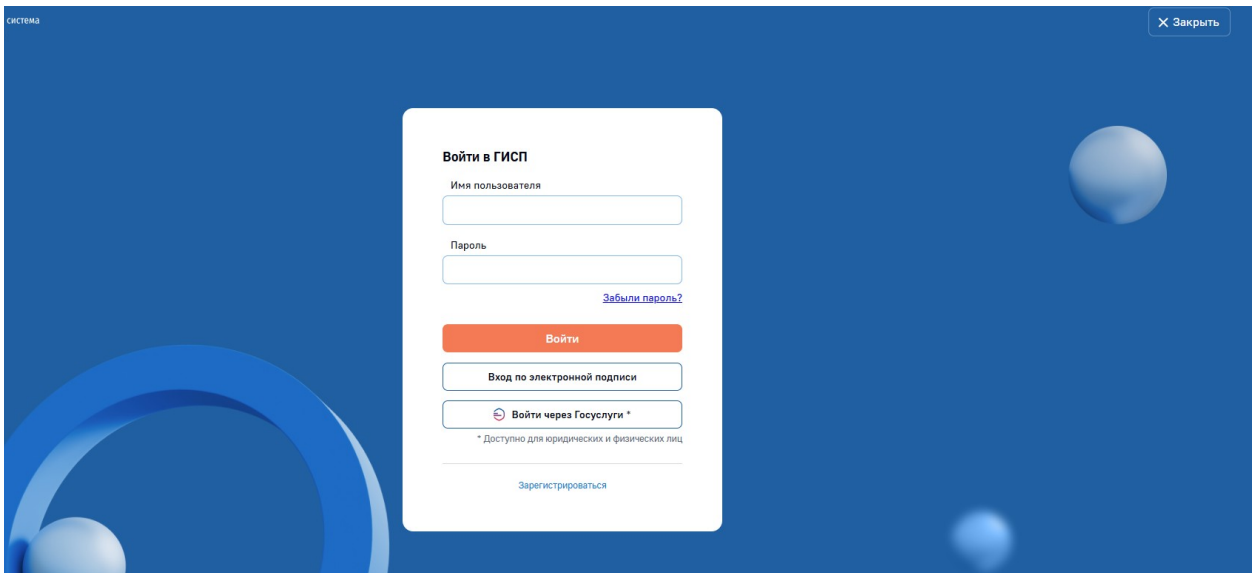 система
Закрыть
Войти в ГИСП
Имя пользователя
Пароль
Забыли пароль?
Войти
Вход по электронной подписи
Войти через Госуслуги *
* Доступно для юридических и физических лиц
Зарегистрироваться